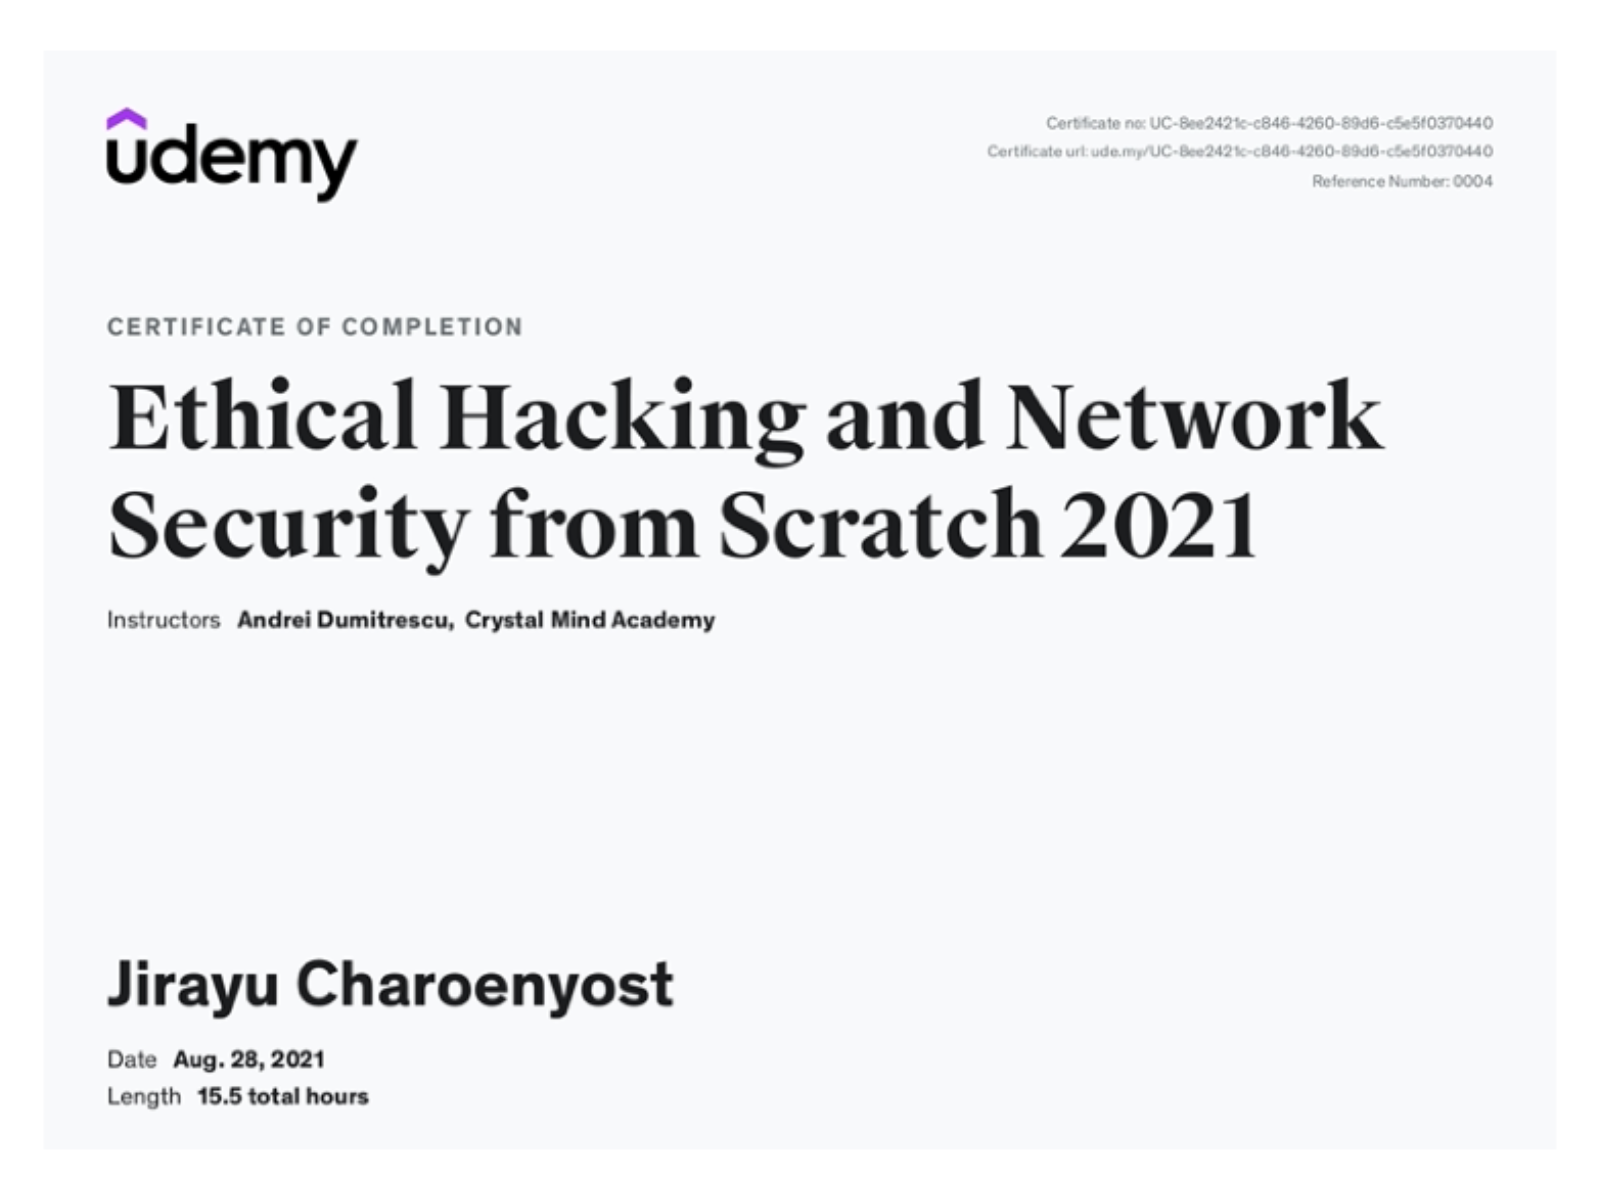 udemy
Certificate no: UC-8ee2421c-c846-4260-89d6-c5e5f0370440
Certificate url: ude.my/UC-8ee2421c-c846-4260-89d6-c5e5f0370440
Reference Number: 0004
CERTIFICATE OF COMPLETION
Ethical Hacking and Network
Security from Scratch 2021
Instructors Andrei Dumitrescu, Crystal Mind Academy
Jirayu Charoenyost
Date Aug. 28, 2021
Length 15.5 total hours